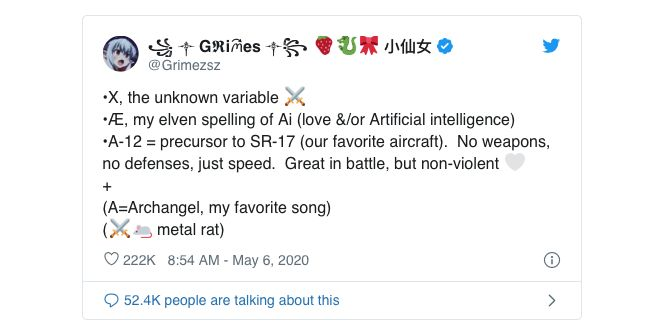 ꧁ ༒ Gℜiꪔ⃕es ༒꧂ 🍓🐉🎀 小仙女
@Grimezsz
•X, the unknown variable ⚔️
•Æ, my elven spelling of Ai (love &/or Artificial intelligence)
•A-12 = precursor to SR-17 (our favorite aircraft).  No weapons,
no defenses, just speed.  Great in battle, but non-violent 🤍
+
(A=Archangel, my favorite song)
(⚔️🐁 metal rat)
222K   8:54 AM - May 6, 2020
52.4K people are talking about this